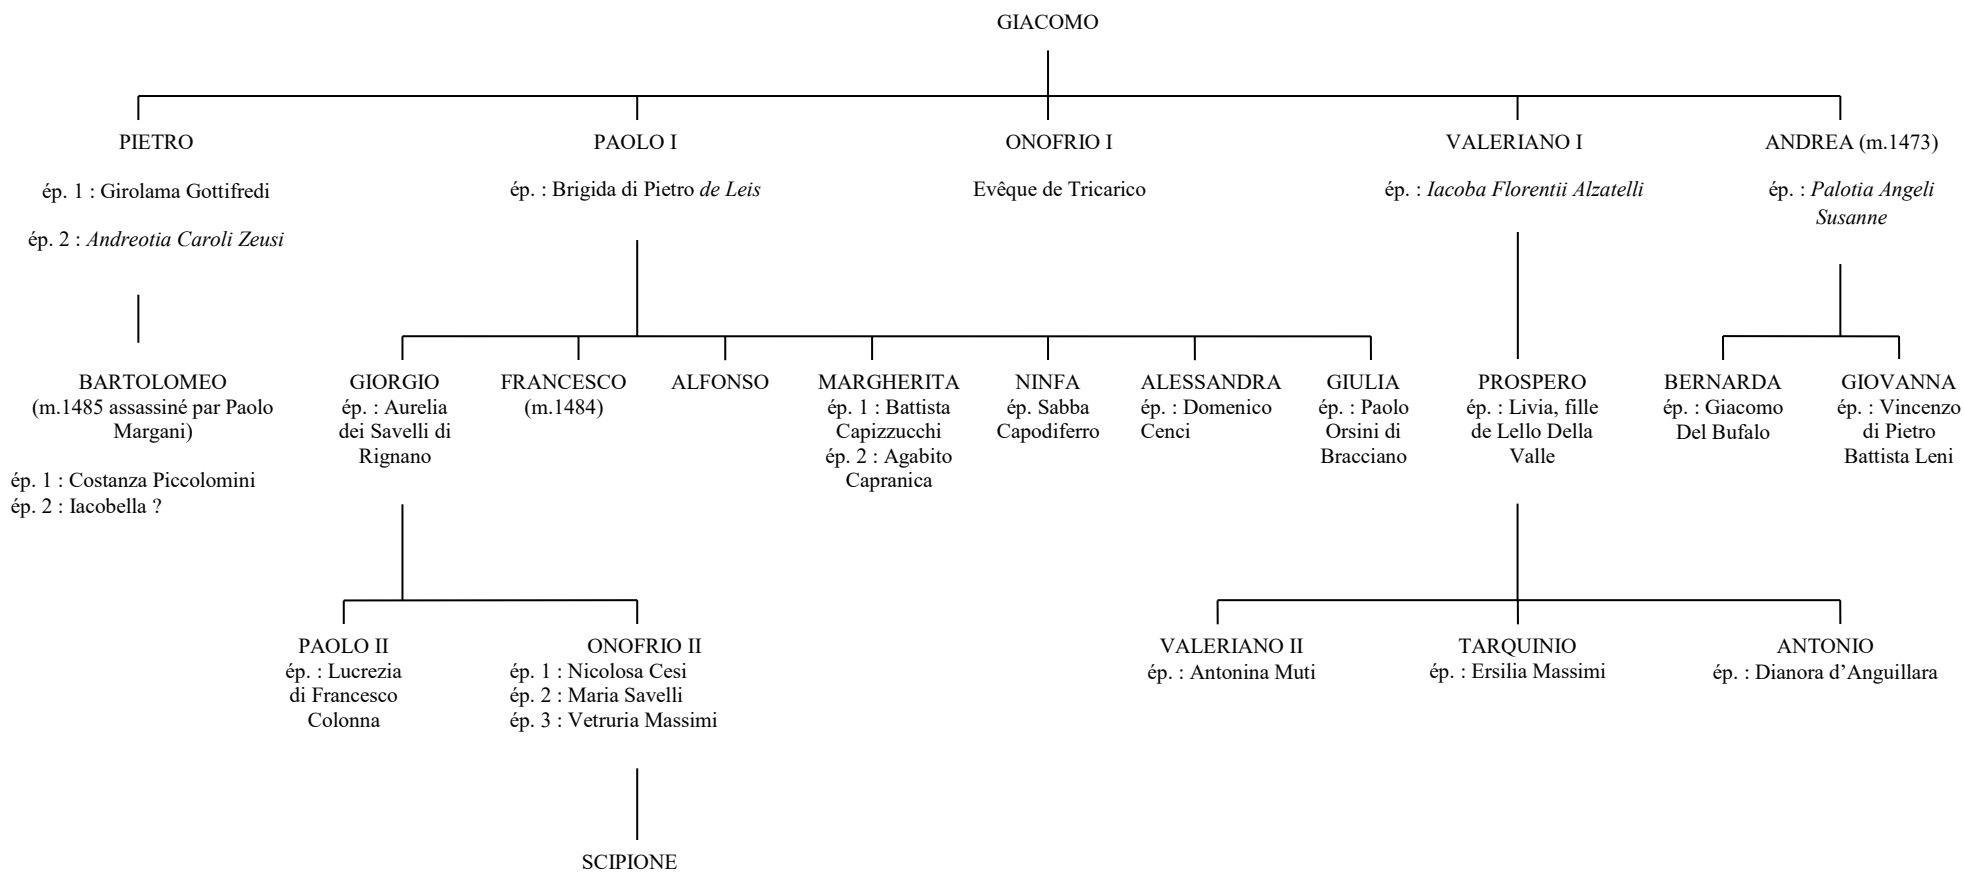 GIACOMO
PIETRO
ép. 1 : Girolama Gottifredi
ép. 2 : Andreotia Caroli Zeusi
PAOLO I
ép. : Brigida di Pietro de Leis
ONOFRIO I
Evêque de Tricarico
VALERIANO I
ép. : Iacoba Florentii Alzatelli
ANDREA (m.1473)
ép. : Palotia Angeli
Susanne
BARTOLOMEO
(m.1485 assassiné par Paolo
Margani)
ép. 1 : Costanza Piccolomini
ép. 2 : Iacobella ?
GIORGIO
ép. : Aurelia
dei Savelli di
Rignano
FRANCESCO
(m.1484)
ALFONSO
MARGHERITA
ép. 1 : Battista
Capizzucchi
ép. 2 : Agabito
Capranica
NINFA
ép. Sabba
Capodiferro
ALESSANDRA
ép. : Domenico
Cenci
GIULIA
ép. : Paolo
Orsini di
Bracciano
PROSPERO
ép. : Livia, fille
de Lello Della
Valle
BERNARDA
ép. : Giacomo
Del Bufalo
GIOVANNA
ép. : Vincenzo
di Pietro
Battista Leni
PAOLO II
ép. : Lucrezia
di Francesco
Colonna
ONOFRIO II
ép. 1 : Nicolosa Cesi
ép. 2 : Maria Savelli
ép. 3 : Vetruria Massimi
VALERIANO II
ép. : Antonina Muti
TARQUINIO
ép. : Ersilia Massimi
ANTONIO
ép. : Dianora d’Anguillara
SCIPIONE